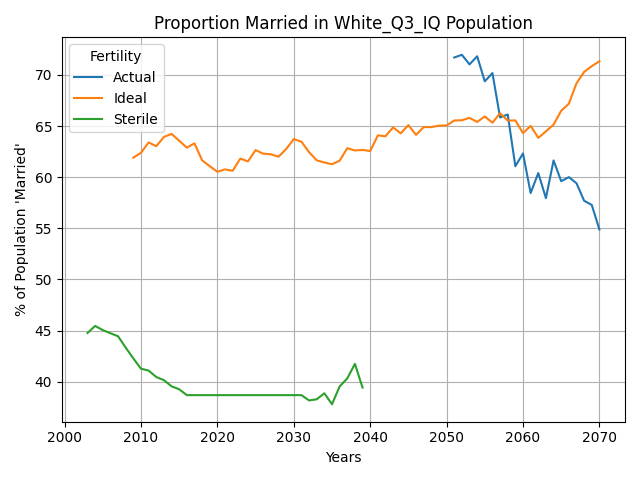 Proportion Married in White_Q3_IQ Population
Fertility
Actual
Ideal
Sterile
70
65
60
55
50
45
40
% of Population 'Married'
2000 2010 2020 2030 2040 2050 2060 2070
Years